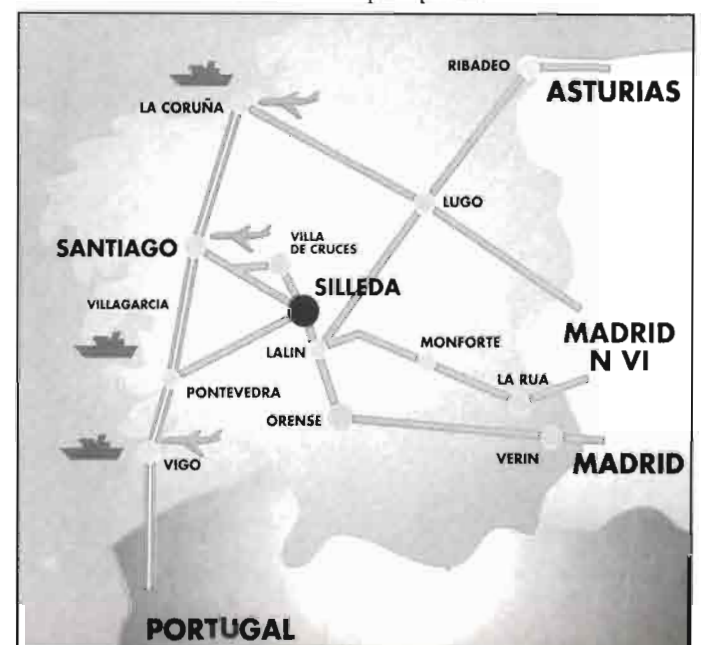 RIBADEO
ASTURIAS
LA CORUÑA
LUGO
SANTIAGO
VILLA
DE CRUCES
SILLEDA
VILLAGARCIA
MADRID
N VI
LALIN
MONFORTE
LA RUA
PONTEVEDRA
ORENSE
VIGO
VERIN
MADRID
PORTUGAL